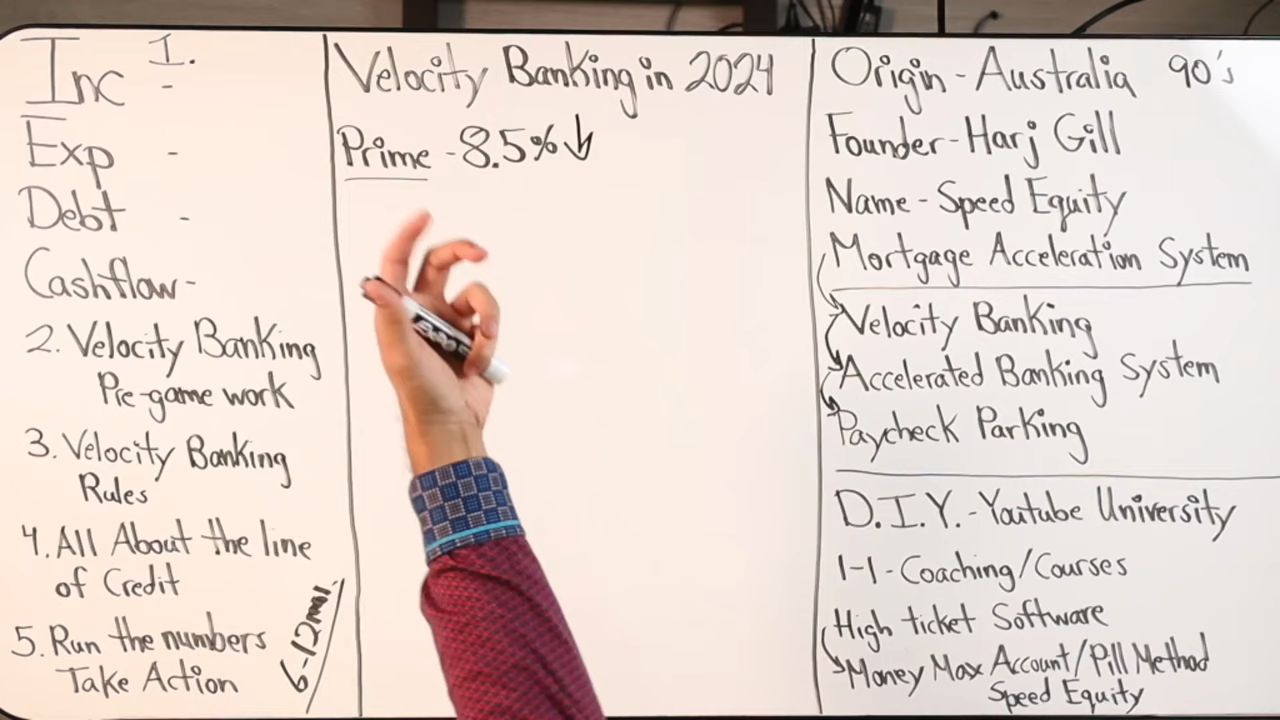 1.
Inc -
Exp -
Debt -
Cashflow-
2. Velocity Banking
Pre-game work
3. Velocity Banking
Rules
4. All About the line
of Credit
5. Run the numbers
Take Action
6-12mo.
Velocity Banking in 2024
Prime - 8.5% ↓
EXPO
Origin - Australia 90's
Founder - Harj Gill
Name - Speed Equity
Mortgage Acceleration System
Velocity Banking
Accelerated Banking System
Paycheck Parking
D.I.Y. - Youtube University
1-1 - Coaching/Courses
High ticket Software
Money Max Account/Pill Method
Speed Equity